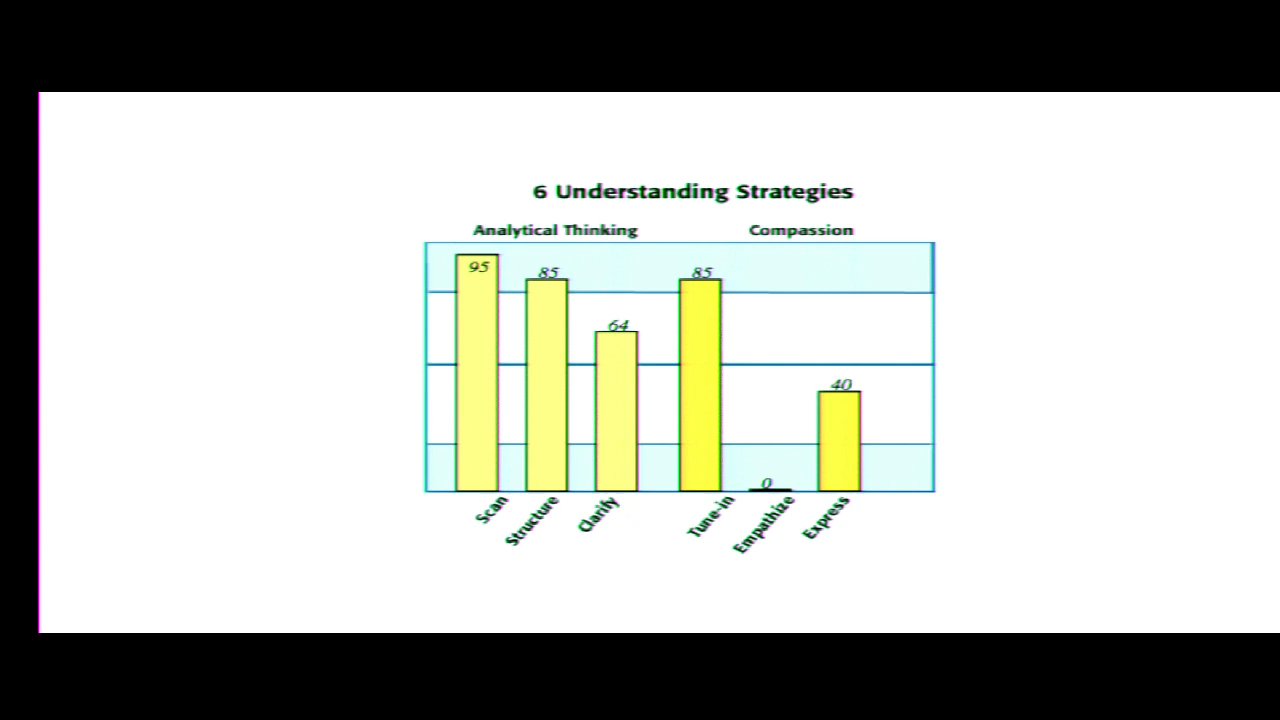 6 Understanding Strategies
Analytical Thinking Compassion
95 85 64 85 0 40
Scan Structure Clarify Tune-in Empathize Express